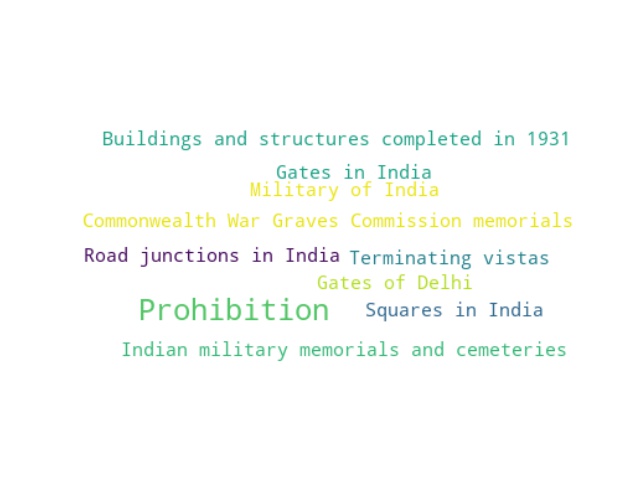 Buildings and structures completed in 1931
Gates in India
Military of India
Commonwealth War Graves Commission memorials
Road junctions in India
Terminating vistas
Gates of Delhi
Prohibition
Squares in India
Indian military memorials and cemeteries